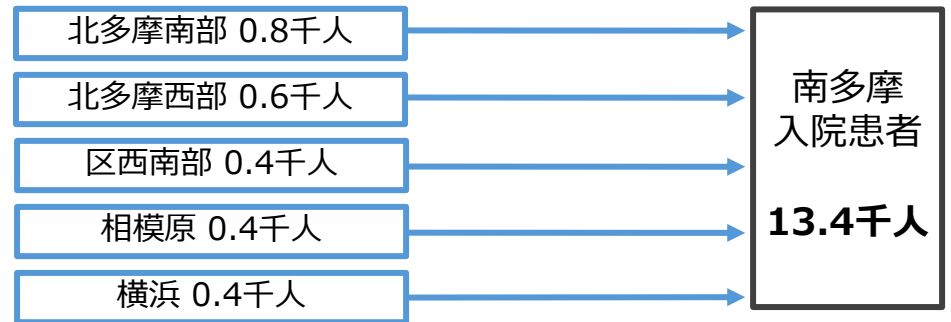 北多摩南部 0.8千人
北多摩西部 0.6千人
区西南部 0.4千人
相模原 0.4千人
横浜 0.4千人
南多摩
入院患者
13.4千人